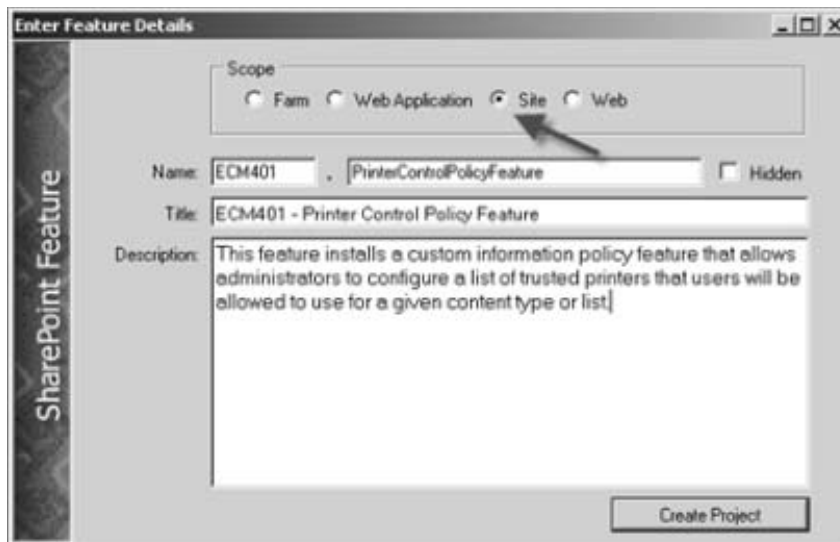 Enter Feature Details
SharePoint Feature
Scope
Farm Web Application Site Web
Name: ECM401 . PrinterControlPolicyFeature Hidden
Title: ECM401 - Printer Control Policy Feature
Description: This feature installs a custom information policy feature that allows
administrators to configure a list of trusted printers that users will be
allowed to use for a given content type or list.
Create Project